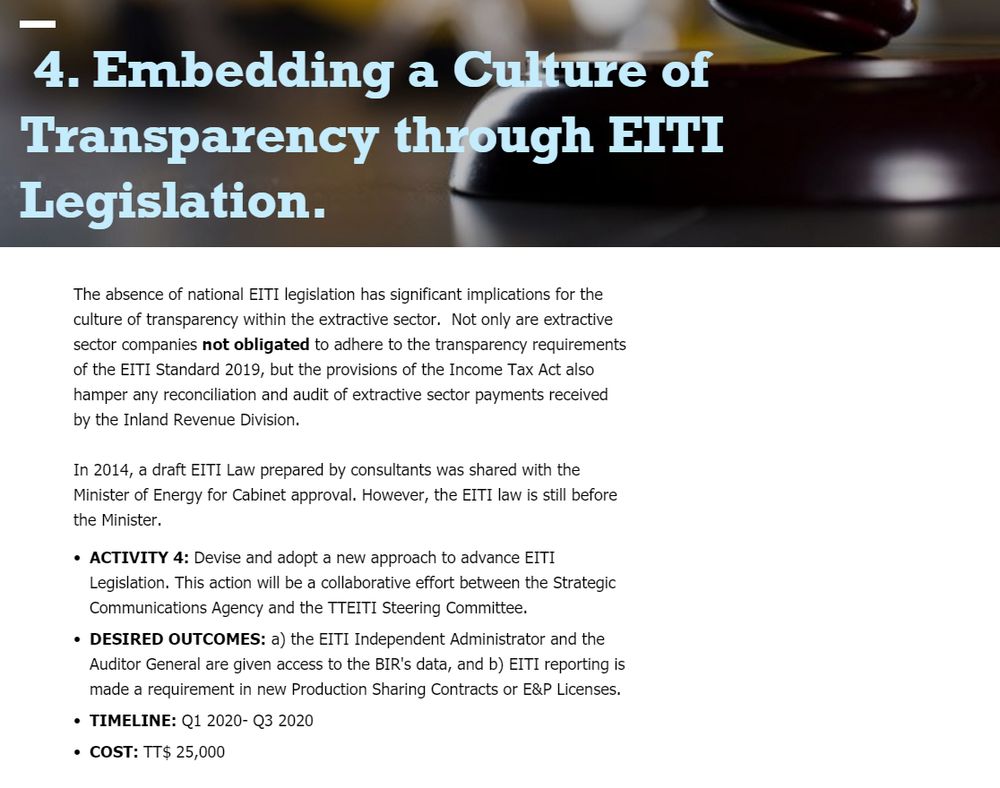 4. Embedding a Culture of
Transparency through EITI
Legislation.
The absence of national EITI legislation has significant implications for the
culture of transparency within the extractive sector.  Not only are extractive
sector companies not obligated to adhere to the transparency requirements
of the EITI Standard 2019, but the provisions of the Income Tax Act also
hamper any reconciliation and audit of extractive sector payments received
by the Inland Revenue Division.
In 2014, a draft EITI Law prepared by consultants was shared with the
Minister of Energy for Cabinet approval. However, the EITI law is still before
the Minister.
• ACTIVITY 4: Devise and adopt a new approach to advance EITI
Legislation. This action will be a collaborative effort between the Strategic
Communications Agency and the TTEITI Steering Committee.
• DESIRED OUTCOMES: a) the EITI Independent Administrator and the
Auditor General are given access to the BIR's data, and b) EITI reporting is
made a requirement in new Production Sharing Contracts or E&P Licenses.
• TIMELINE: Q1 2020- Q3 2020
• COST: TT$ 25,000